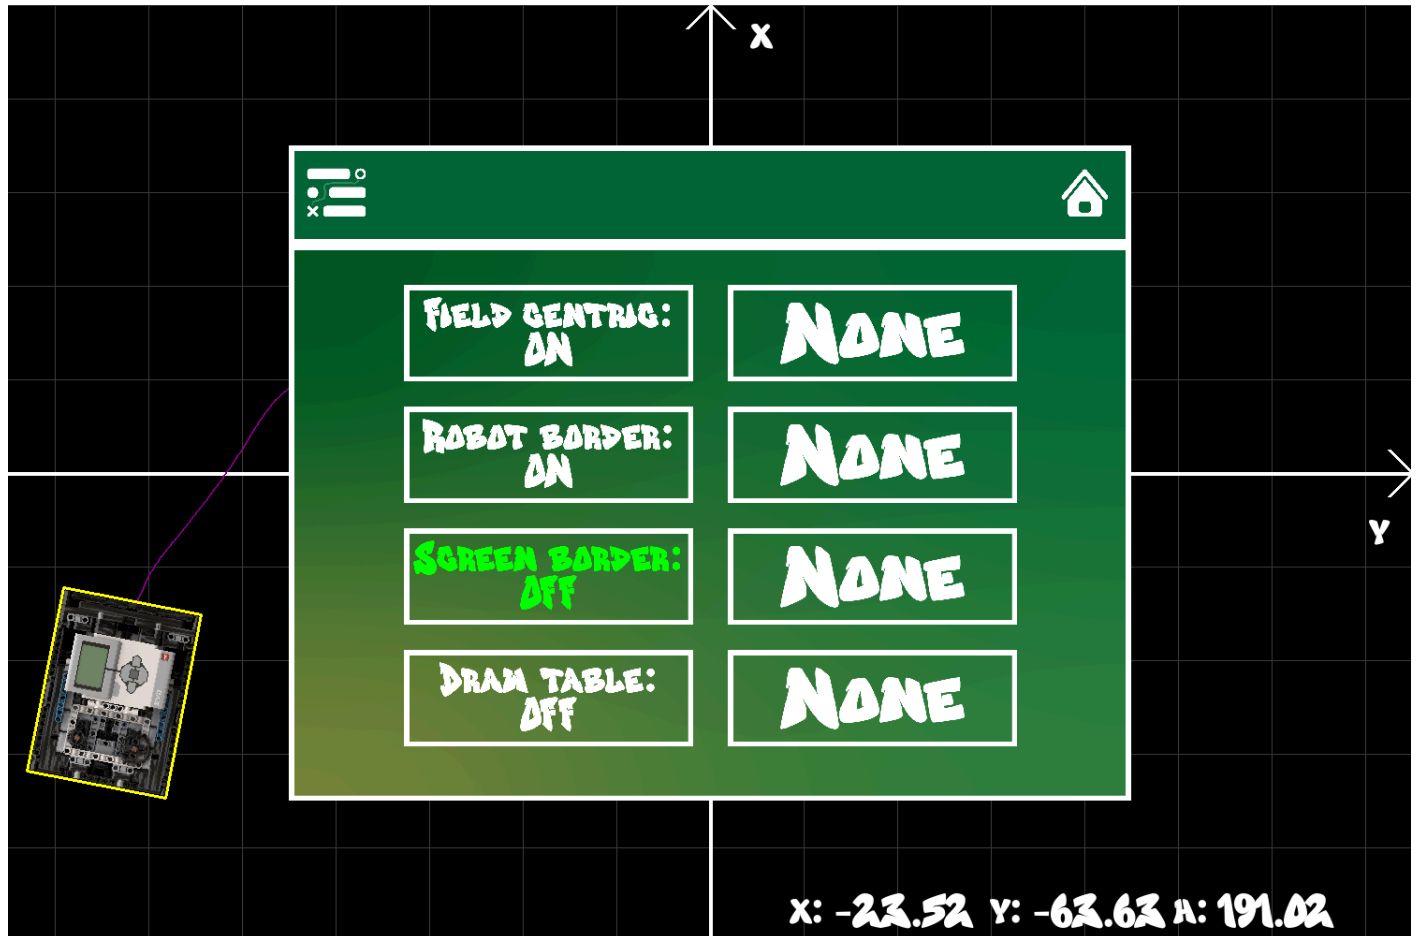 X
Field centric:
ON
None
Robot border:
ON
None
Screen border:
OFF
None
Y
Draw table:
OFF
None
X: -23.52 Y: -63.63 H: 191.02